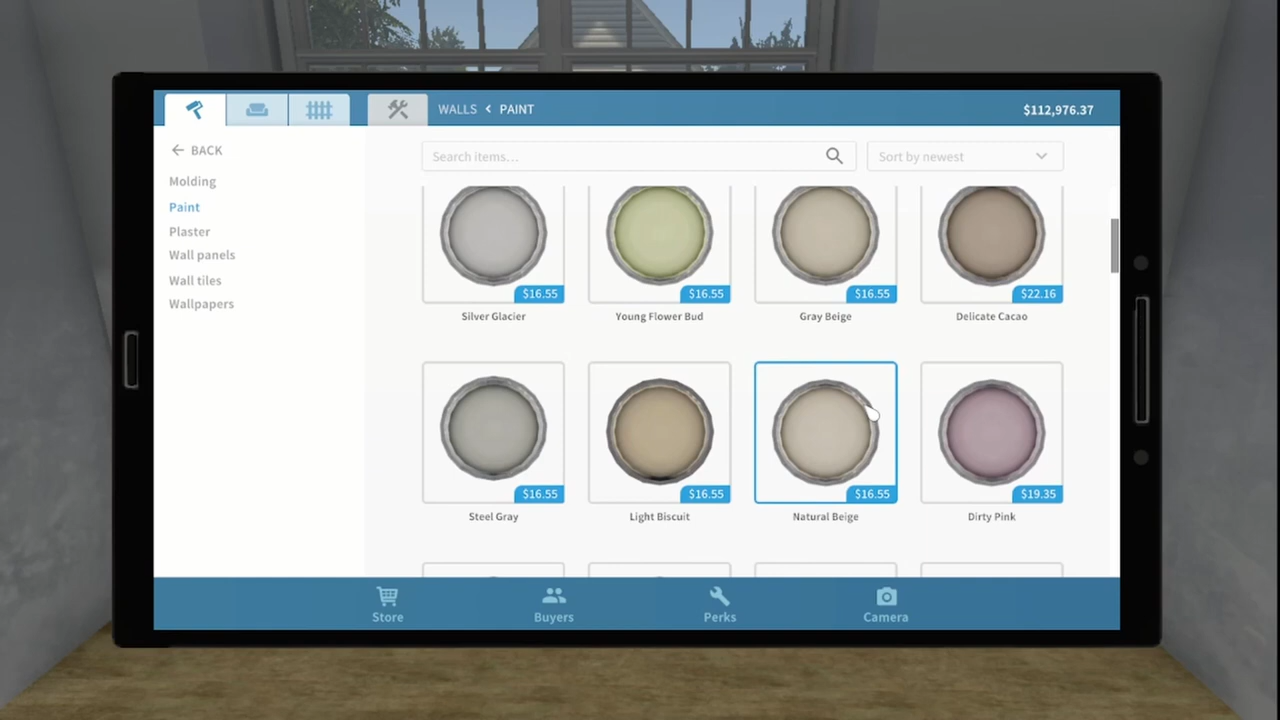 WALLS < PAINT
$112,976.37
BACK
Search items...
Sort by newest
Molding
Paint
Plaster
Wall panels
Wall tiles
Wallpapers
$16.55
$16.55
$16.55
$22.16
Silver Glacier
Young Flower Bud
Gray Beige
Delicate Cacao
$16.55
$16.55
$16.55
$19.35
Steel Gray
Light Biscuit
Natural Beige
Dirty Pink
Store
Buyers
Perks
Camera